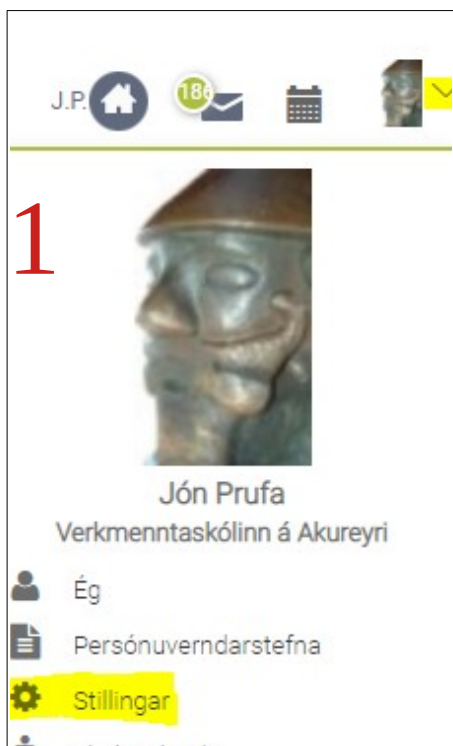 J.P.
186
1
Jón Prufa
Verkmenntaskólinn á Akureyri
Ég
Persónuverndarstefna
Stillingar